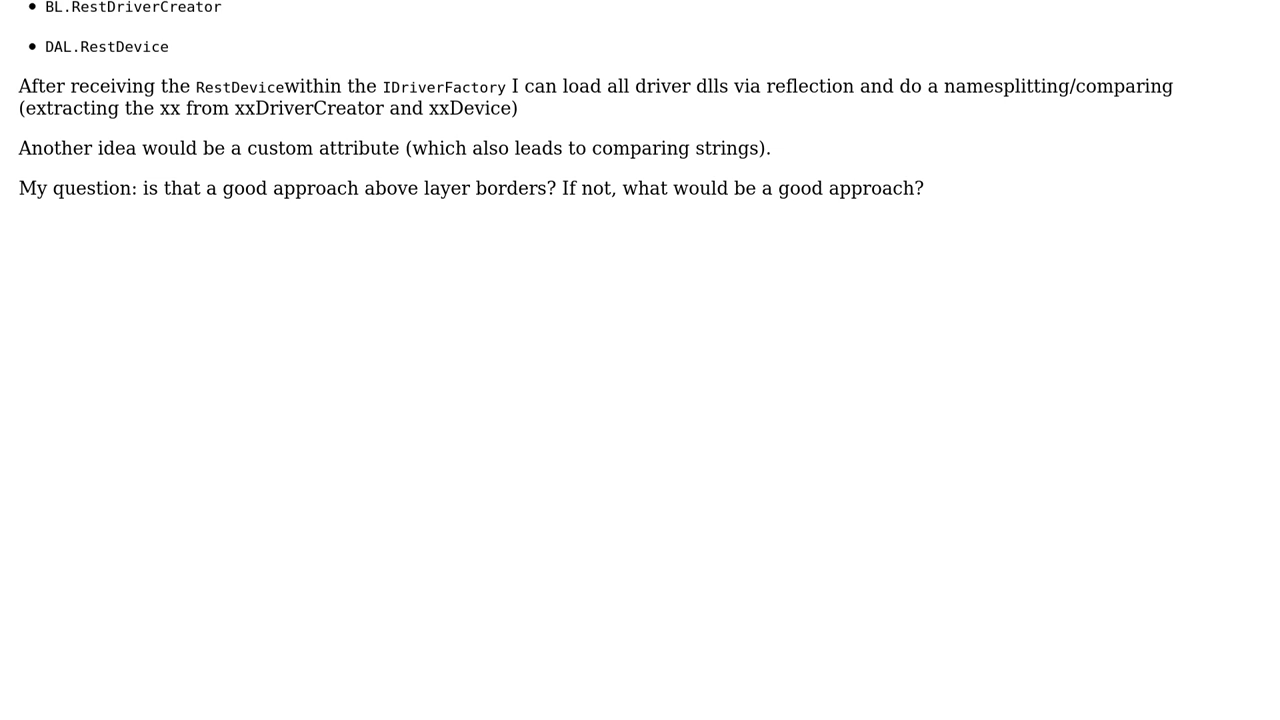 BL.RestDriverCreator
DAL.RestDevice
After receiving the RestDevicewithin the IDriverFactory I can load all driver dlls via reflection and do a namesplitting/comparing
(extracting the xx from xxDriverCreator and xxDevice)
Another idea would be a custom attribute (which also leads to comparing strings).
My question: is that a good approach above layer borders? If not, what would be a good approach?